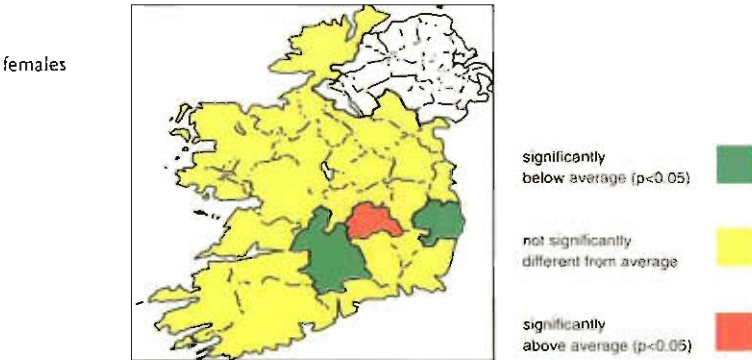 females
significantly
below average (p<0.05)
not significantly
different from average
significantly
above average (p<0.05)